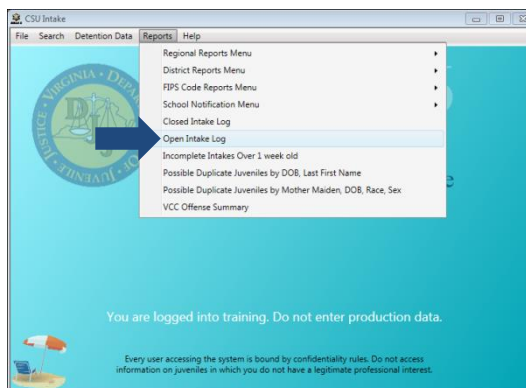 CSU Intake
File Search Detention Data Reports Help
Regional Reports Menu
District Reports Menu
FIPS Code Reports Menu
School Notification Menu
Closed Intake Log
Open Intake Log
Incomplete Intakes Over 1 week old
Possible Duplicate Juveniles by DOB, Last First Name
Possible Duplicate Juveniles by Mother Maiden, DOB, Race, Sex
VCC Offense Summary
VIRGINIA
JUSTICE
JUVENILE
You are logged into training. Do not enter production data.
Every user accessing the system is bound by confidentiality rules. Do not access
information on juveniles in which you do not have a legitimate professional interest.